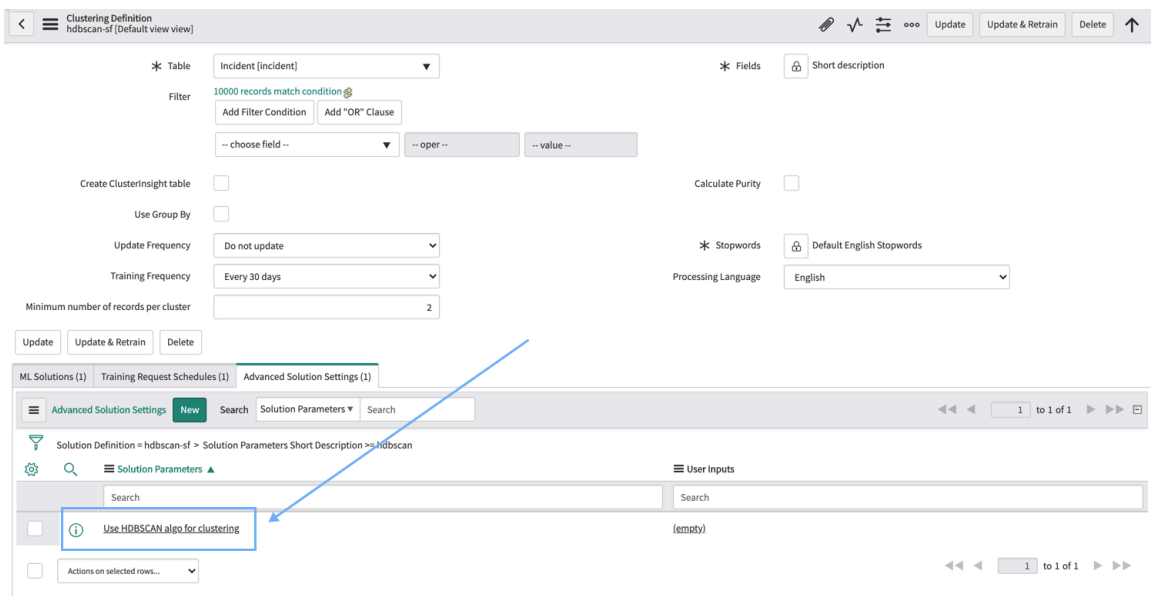 Clustering Definition
hdbscan-sf [Default view view]
Update
Update & Retrain
Delete
Table
Incident [incident]
Fields
Short description
Filter
10000 records match condition
Add Filter Condition
Add "OR" Clause
-- choose field --
-- oper --
-- value --
Create ClusterInsight table
Calculate Purity
Use Group By
Update Frequency
Do not update
Stopwords
Default English Stopwords
Training Frequency
Every 30 days
Processing Language
English
Minimum number of records per cluster
2
Update
Update & Retrain
Delete
ML Solutions (1)
Training Request Schedules (1)
Advanced Solution Settings (1)
Advanced Solution Settings
New
Search
Solution Parameters
Search
1 to 1 of 1
Solution Definition = hdbscan-sf > Solution Parameters Short Description >= hdbscan
Solution Parameters
User Inputs
Search
Search
Use HDBSCAN algo for clustering
(empty)
Actions on selected rows...
1 to 1 of 1